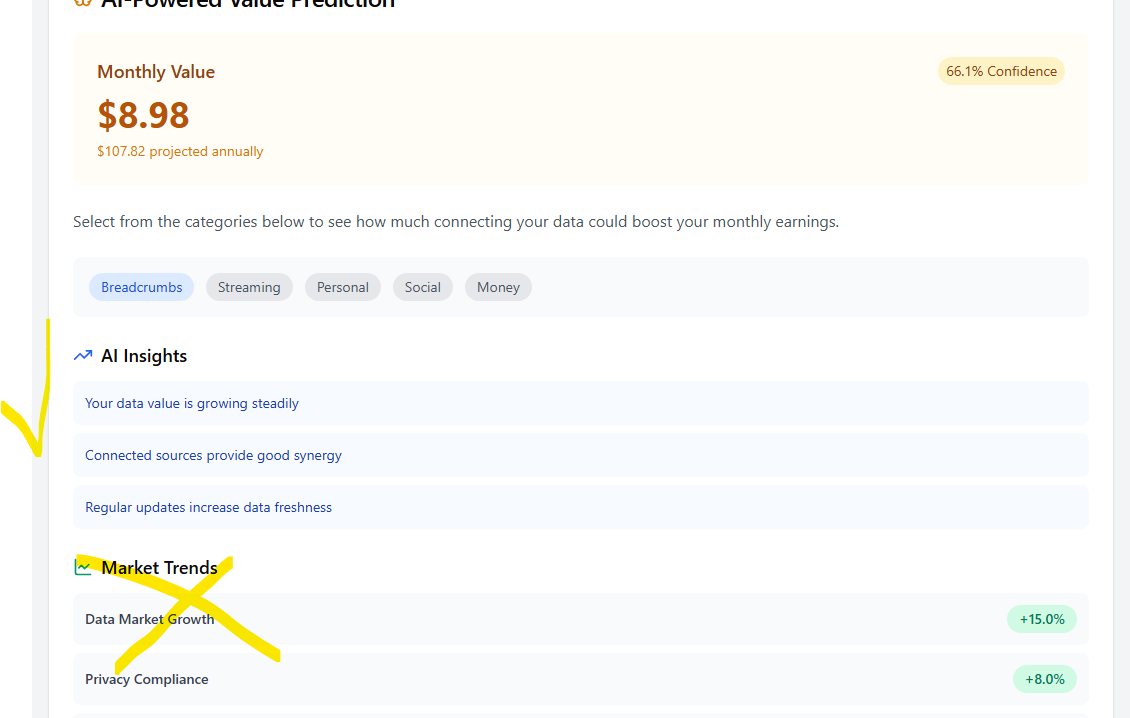 AI-Powered Value Prediction
Monthly Value
66.1% Confidence
$8.98
$107.82 projected annually
Select from the categories below to see how much connecting your data could boost your monthly earnings.
Breadcrumbs Streaming Personal Social Money
AI Insights
Your data value is growing steadily
Connected sources provide good synergy
Regular updates increase data freshness
Market Trends
Data Market Growth +15.0%
Privacy Compliance +8.0%